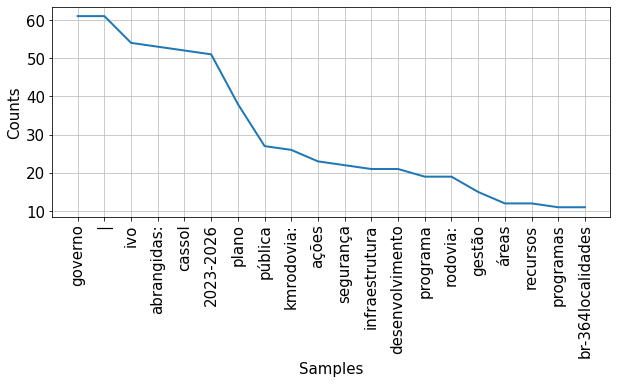 60
50
40
30
20
10
Counts
governo
|
ivo
abrangidas:
cassol
2023-2026
plano
pública
kmrodovia:
ações
segurança
infraestrutura
desenvolvimento
programa
rodovia:
gestão
áreas
recursos
programas
br-364localidades
Samples